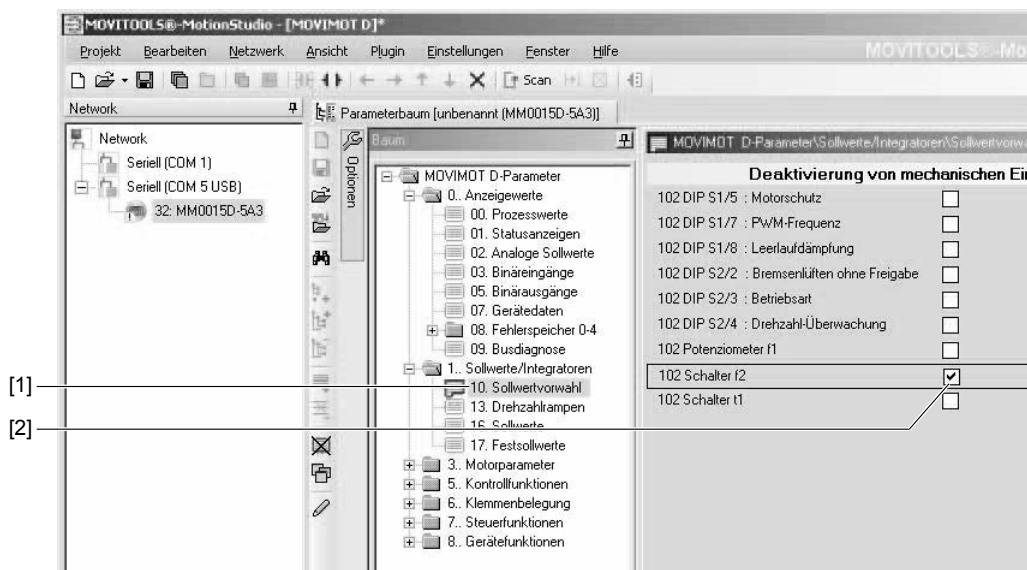 MOVITOOLS®-MotionStudio - [MOVIMOT D]*
Projekt Bearbeiten Netzwerk Ansicht Plugin Einstellungen Fenster Hilfe
MOVITOOLS®-Mo
Scan
Network
Parameterbaum [unbenannt (MM0015D-5A3)]
Network
Seriell (COM 1)
Seriell (COM 5 USB)
32: MM0015D-5A3
Optionen
Baum
MOVIMOT D-Parameter
0.. Anzeigewerte
00. Prozesswerte
01. Statusanzeigen
02. Analoge Sollwerte
03. Binäreingänge
05. Binärausgänge
07. Gerätedaten
08. Fehlerspeicher 0-4
09. Busdiagnose
1.. Sollwerte/Integratoren
10. Sollwertvorwahl
13. Drehzahlrampen
16. Sollwerte
17. Festsollwerte
3.. Motorparameter
5.. Kontrollfunktionen
6.. Klemmenbelegung
7.. Steuerfunktionen
8.. Gerätefunktionen
MOVIMOT D-Parameter\Sollwerte/Integratoren\Sollwertvorwa
Deaktivierung von mechanischen Ei
102 DIP S1/5 : Motorschutz
102 DIP S1/7 : PWM-Frequenz
102 DIP S1/8 : Leerlaufdämpfung
102 DIP S2/2 : Bremsenlüften ohne Freigabe
102 DIP S2/3 : Betriebsart
102 DIP S2/4 : Drehzahl-Überwachung
102 Potenziometer f1
102 Schalter f2
102 Schalter t1
[1]
[2]